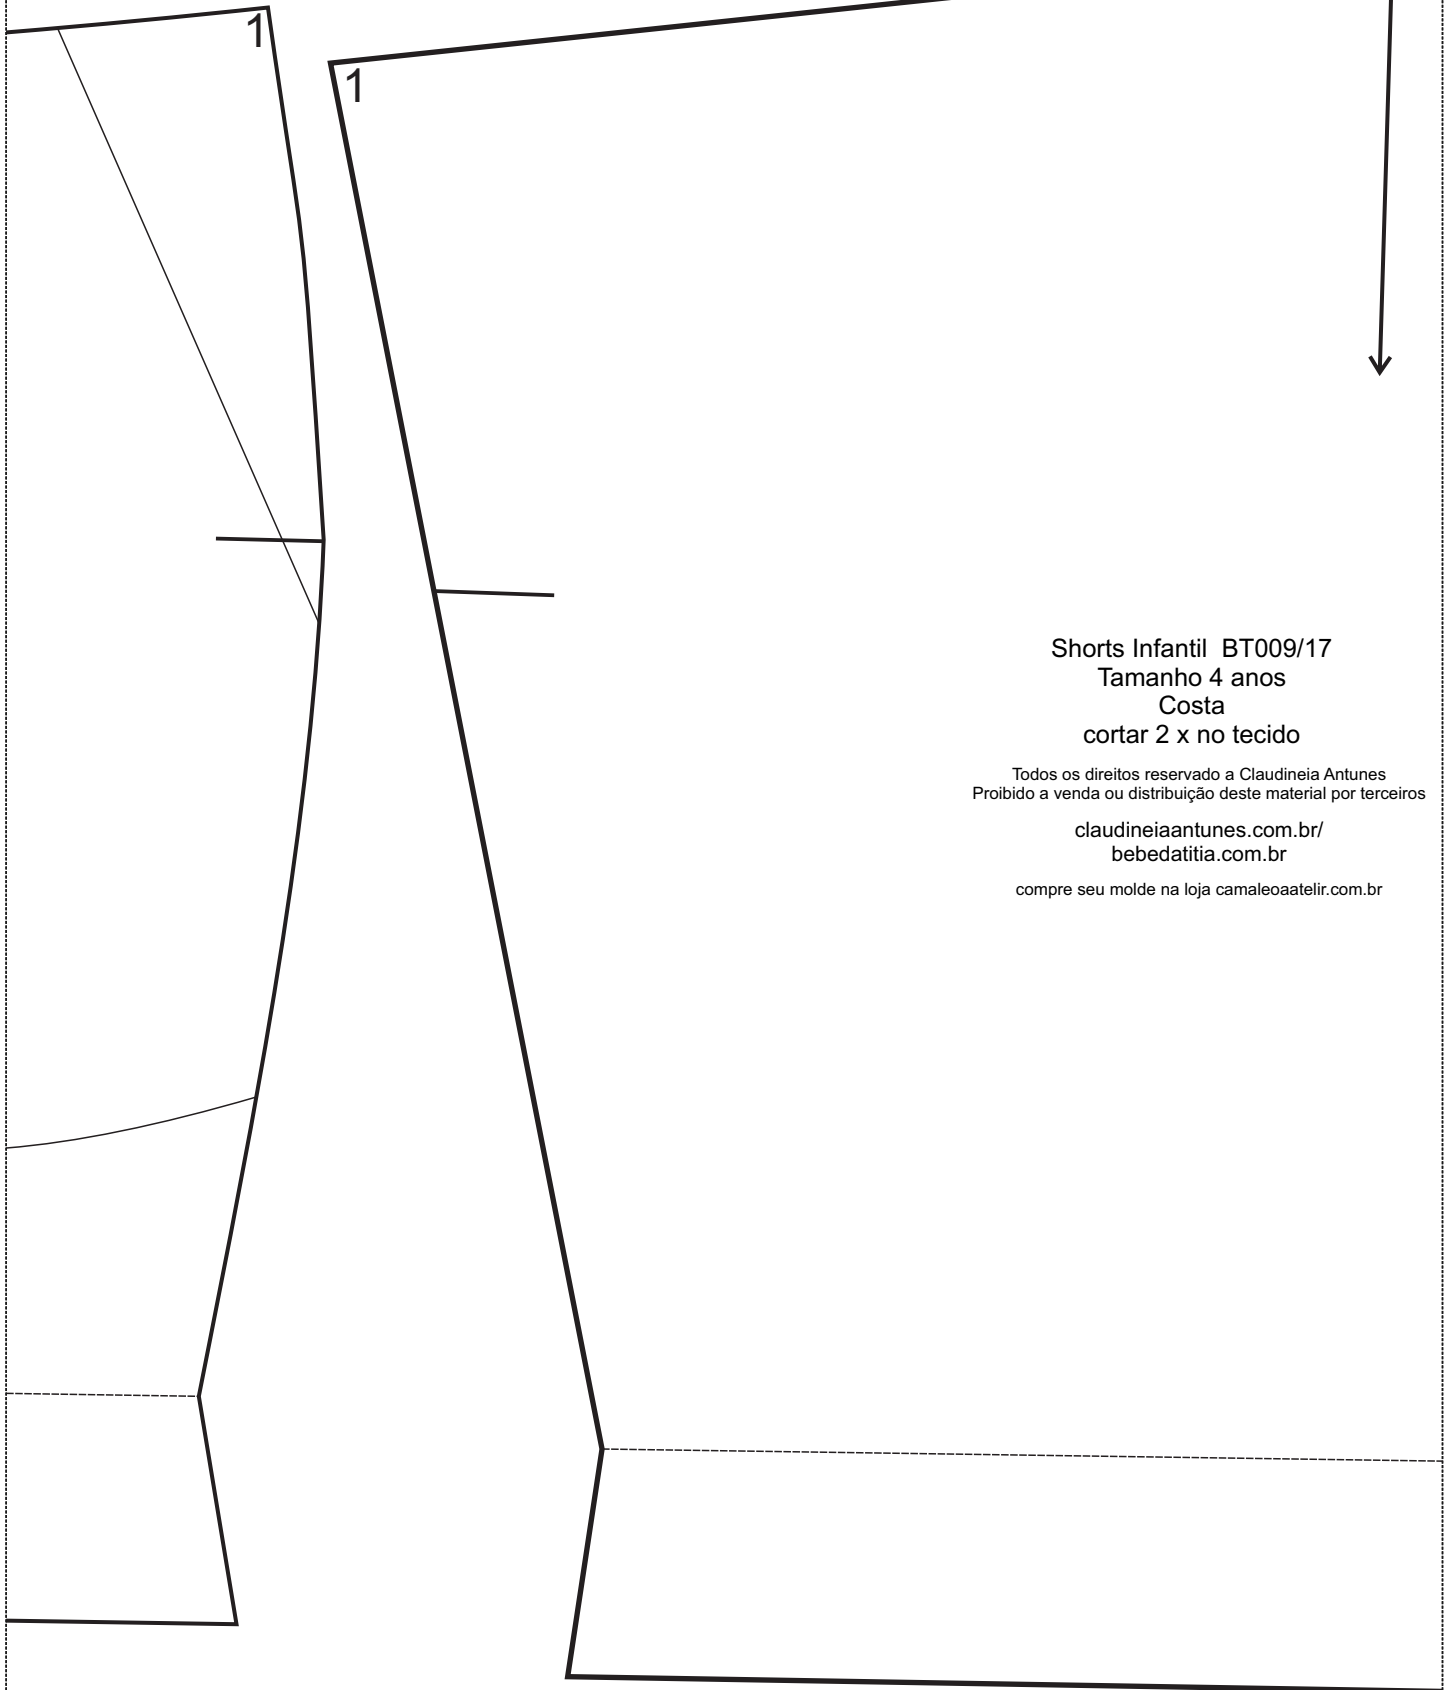 1
1
Shorts Infantil  BT009/17
Tamanho 4 anos
Costa
cortar 2 x no tecido
Todos os direitos reservado a Claudineia Antunes
Proibido a venda ou distribuição deste material por terceiros
claudineiaantunes.com.br/
bebedatitia.com.br
compre seu molde na loja camaleoaatelir.com.br